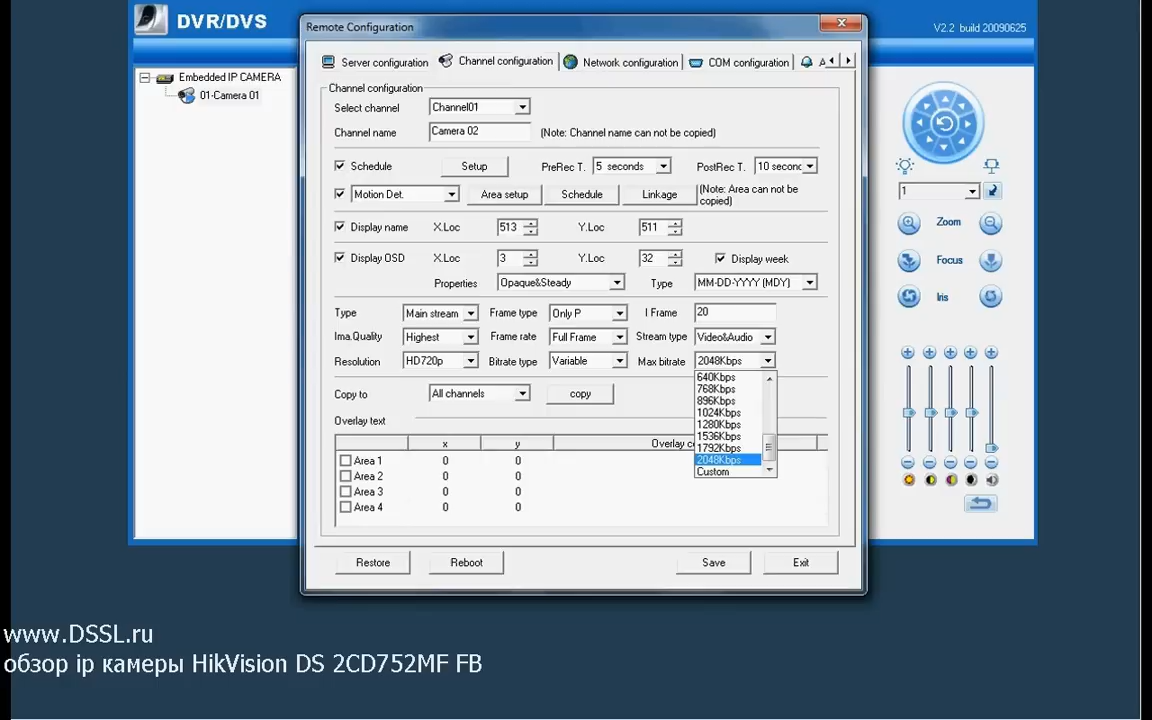 DVR/DVS
V2.2 build 20090625
Remote Configuration
Embedded IP CAMERA
01-Camera 01
Server configuration Channel configuration Network configuration COM configuration A
Channel configuration
Select channel Channel01
Channel name Camera 02 (Note: Channel name can not be copied)
Schedule Setup PreRec T. 5 seconds PostRec T. 10 seconc
Motion Det. Area setup Schedule Linkage (Note: Area can not be copied)
Display name X.Loc 513 Y.Loc 511
Display OSD X.Loc 3 Y.Loc 32 Display week
Properties Opaque&Steady Type MM-DD-YYYY (MDY)
Type Main stream Frame type Only P I Frame 20
Ima.Quality Highest Frame rate Full Frame Stream type Video&Audio
Resolution HD720p Bitrate type Variable Max bitrate 2048Kbps
640Kbps
768Kbps
896Kbps
1024Kbps
1280Kbps
1536Kbps
1792Kbps
2048Kbps
Custom
Copy to All channels copy
Overlay text
x y Overlay co
Area 1 0 0
Area 2 0 0
Area 3 0 0
Area 4 0 0
Restore Reboot Save Exit
1
Zoom
Focus
Iris
www.DSSL.ru
обзор ip камеры HikVision DS 2CD752MF FB